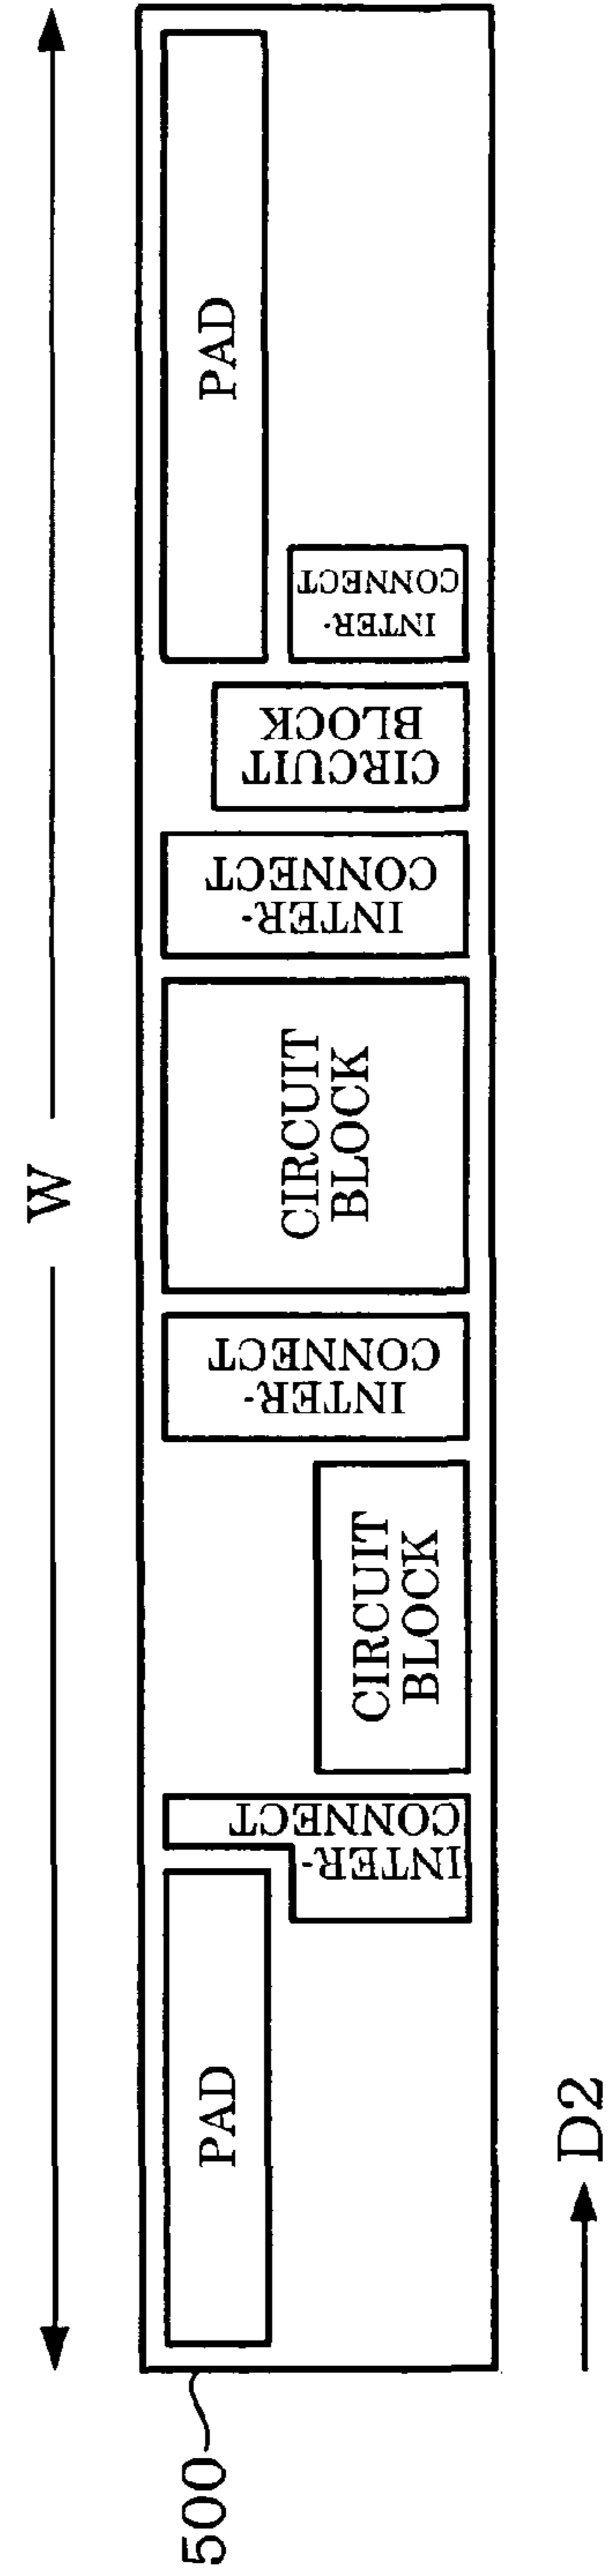 W
500
PAD
INTER-
CONNECT
CIRCUIT
BLOCK
INTER-
CONNECT
CIRCUIT
BLOCK
INTER-
CONNECT
CIRCUIT
BLOCK
INTER-
CONNECT
PAD
D2